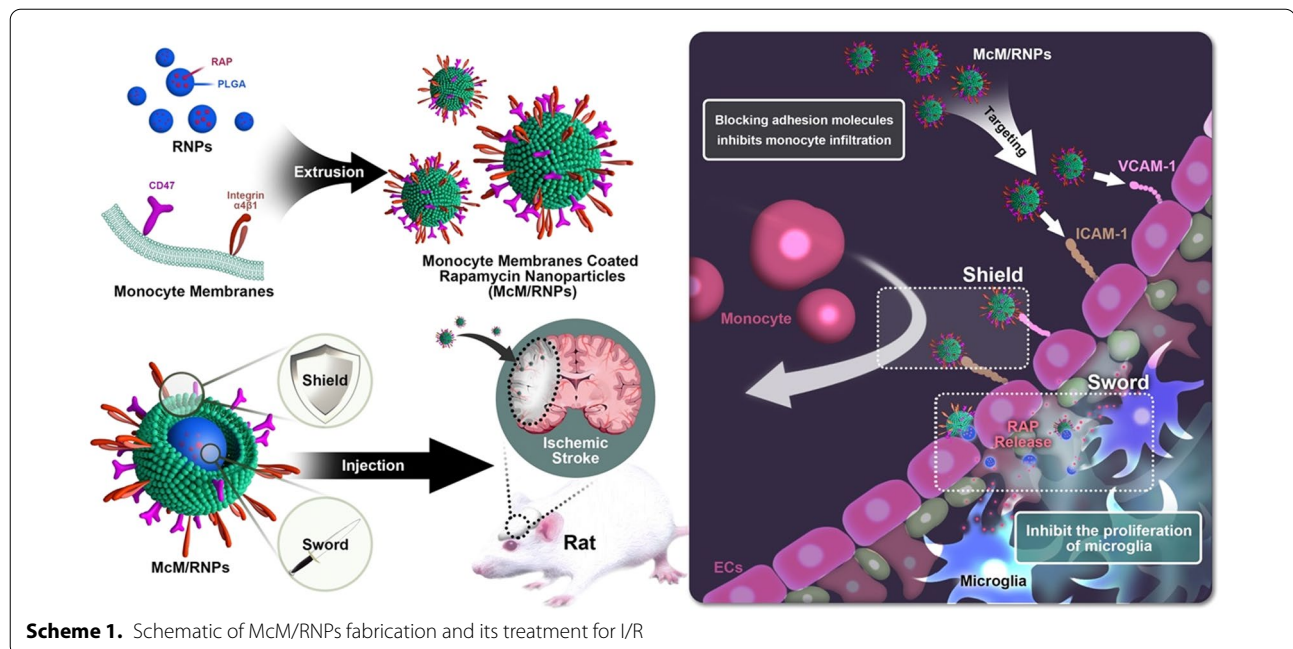 RAP
PLGA
RNPs
CD47
Integrin
α4β1
Monocyte Membranes
Extrusion
Monocyte Membranes Coated
Rapamycin Nanoparticles
(McM/RNPs)
Shield
Sword
McM/RNPs
Injection
Ischemic
Stroke
Rat
McM/RNPs
Blocking adhesion molecules
inhibits monocyte infiltration
Targeting
VCAM-1
ICAM-1
Shield
Monocyte
Sword
RAP
Release
Inhibit the proliferation
of microglia
ECs
Microglia
Scheme 1. Schematic of McM/RNPs fabrication and its treatment for I/R